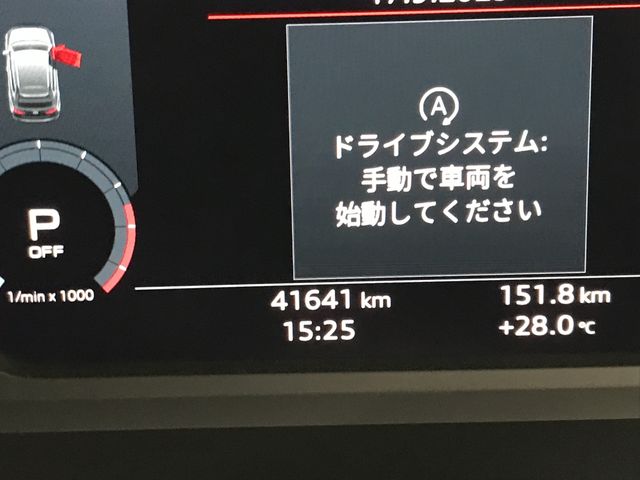 A
ドライブシステム:
手動で車両を
始動してください
P
OFF
1/min x 1000
41641 km
151.8 km
15:25
+28.0 °C